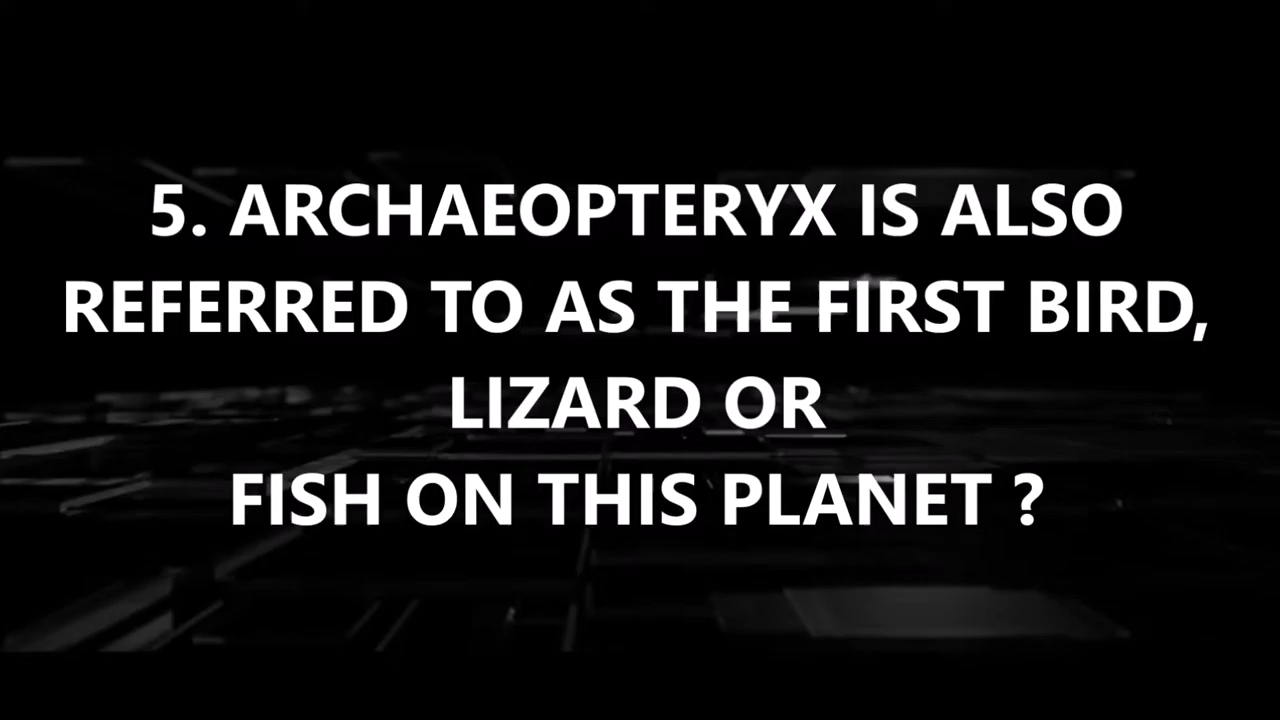 5. ARCHAEOPTERYX IS ALSO
REFERRED TO AS THE FIRST BIRD,
LIZARD OR
FISH ON THIS PLANET ?